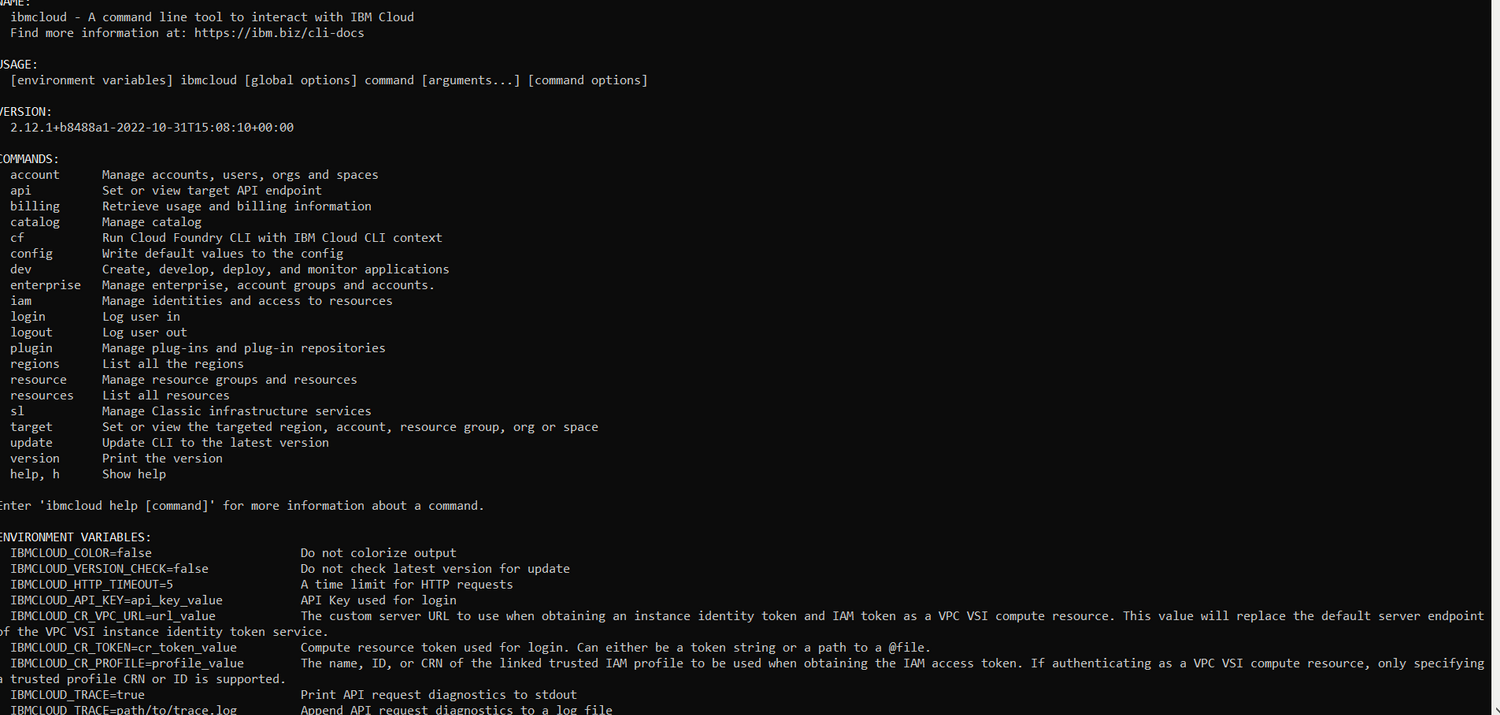 NAME:
ibmcloud - A command line tool to interact with IBM Cloud
Find more information at: https://ibm.biz/cli-docs
USAGE:
[environment variables] ibmcloud [global options] command [arguments...] [command options]
VERSION:
2.12.1+b8488a1-2022-10-31T15:08:10+00:00
COMMANDS:
account Manage accounts, users, orgs and spaces
api Set or view target API endpoint
billing Retrieve usage and billing information
catalog Manage catalog
cf Run Cloud Foundry CLI with IBM Cloud CLI context
config Write default values to the config
dev Create, develop, deploy, and monitor applications
enterprise Manage enterprise, account groups and accounts.
iam Manage identities and access to resources
login Log user in
logout Log user out
plugin Manage plug-ins and plug-in repositories
regions List all the regions
resource Manage resource groups and resources
resources List all resources
sl Manage Classic infrastructure services
target Set or view the targeted region, account, resource group, org or space
update Update CLI to the latest version
version Print the version
help, h Show help
Enter 'ibmcloud help [command]' for more information about a command.
ENVIRONMENT VARIABLES:
IBMCLOUD_COLOR=false Do not colorize output
IBMCLOUD_VERSION_CHECK=false Do not check latest version for update
IBMCLOUD_HTTP_TIMEOUT=5 A time limit for HTTP requests
IBMCLOUD_API_KEY=api_key_value API Key used for login
IBMCLOUD_CR_VPC_URL=url_value The custom server URL to use when obtaining an instance identity token and IAM token as a VPC VSI compute resource. This value will replace the default server endpoint
of the VPC VSI instance identity token service.
IBMCLOUD_CR_TOKEN=cr_token_value Compute resource token used for login. Can either be a token string or a path to a @file.
IBMCLOUD_CR_PROFILE=profile_value The name, ID, or CRN of the linked trusted IAM profile to be used when obtaining the IAM access token. If authenticating as a VPC VSI compute resource, only specifying
a trusted profile CRN or ID is supported.
IBMCLOUD_TRACE=true Print API request diagnostics to stdout
IBMCLOUD_TRACE=path/to/trace.log Append API request diagnostics to a log file